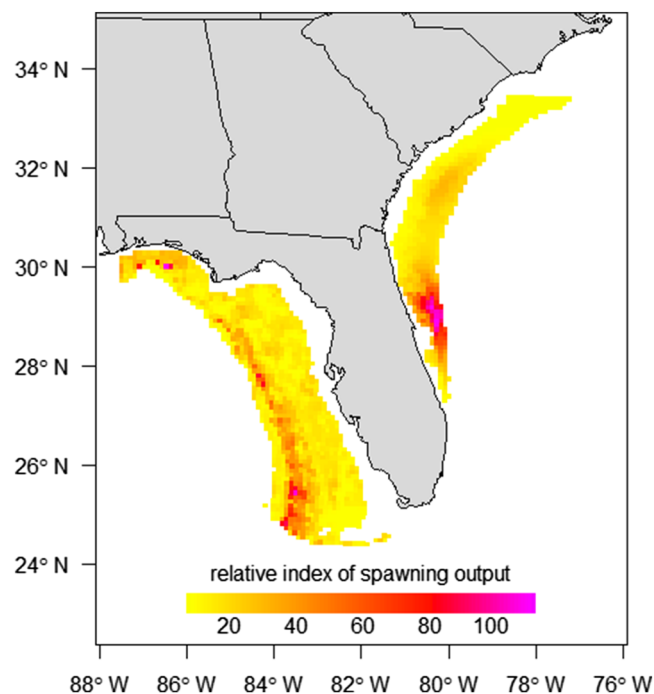 34° N
32° N
30° N
28° N
26° N
24° N
relative index of spawning output
20 40 60 80 100
88° W 86° W 84° W 82° W 80° W 78° W 76° W